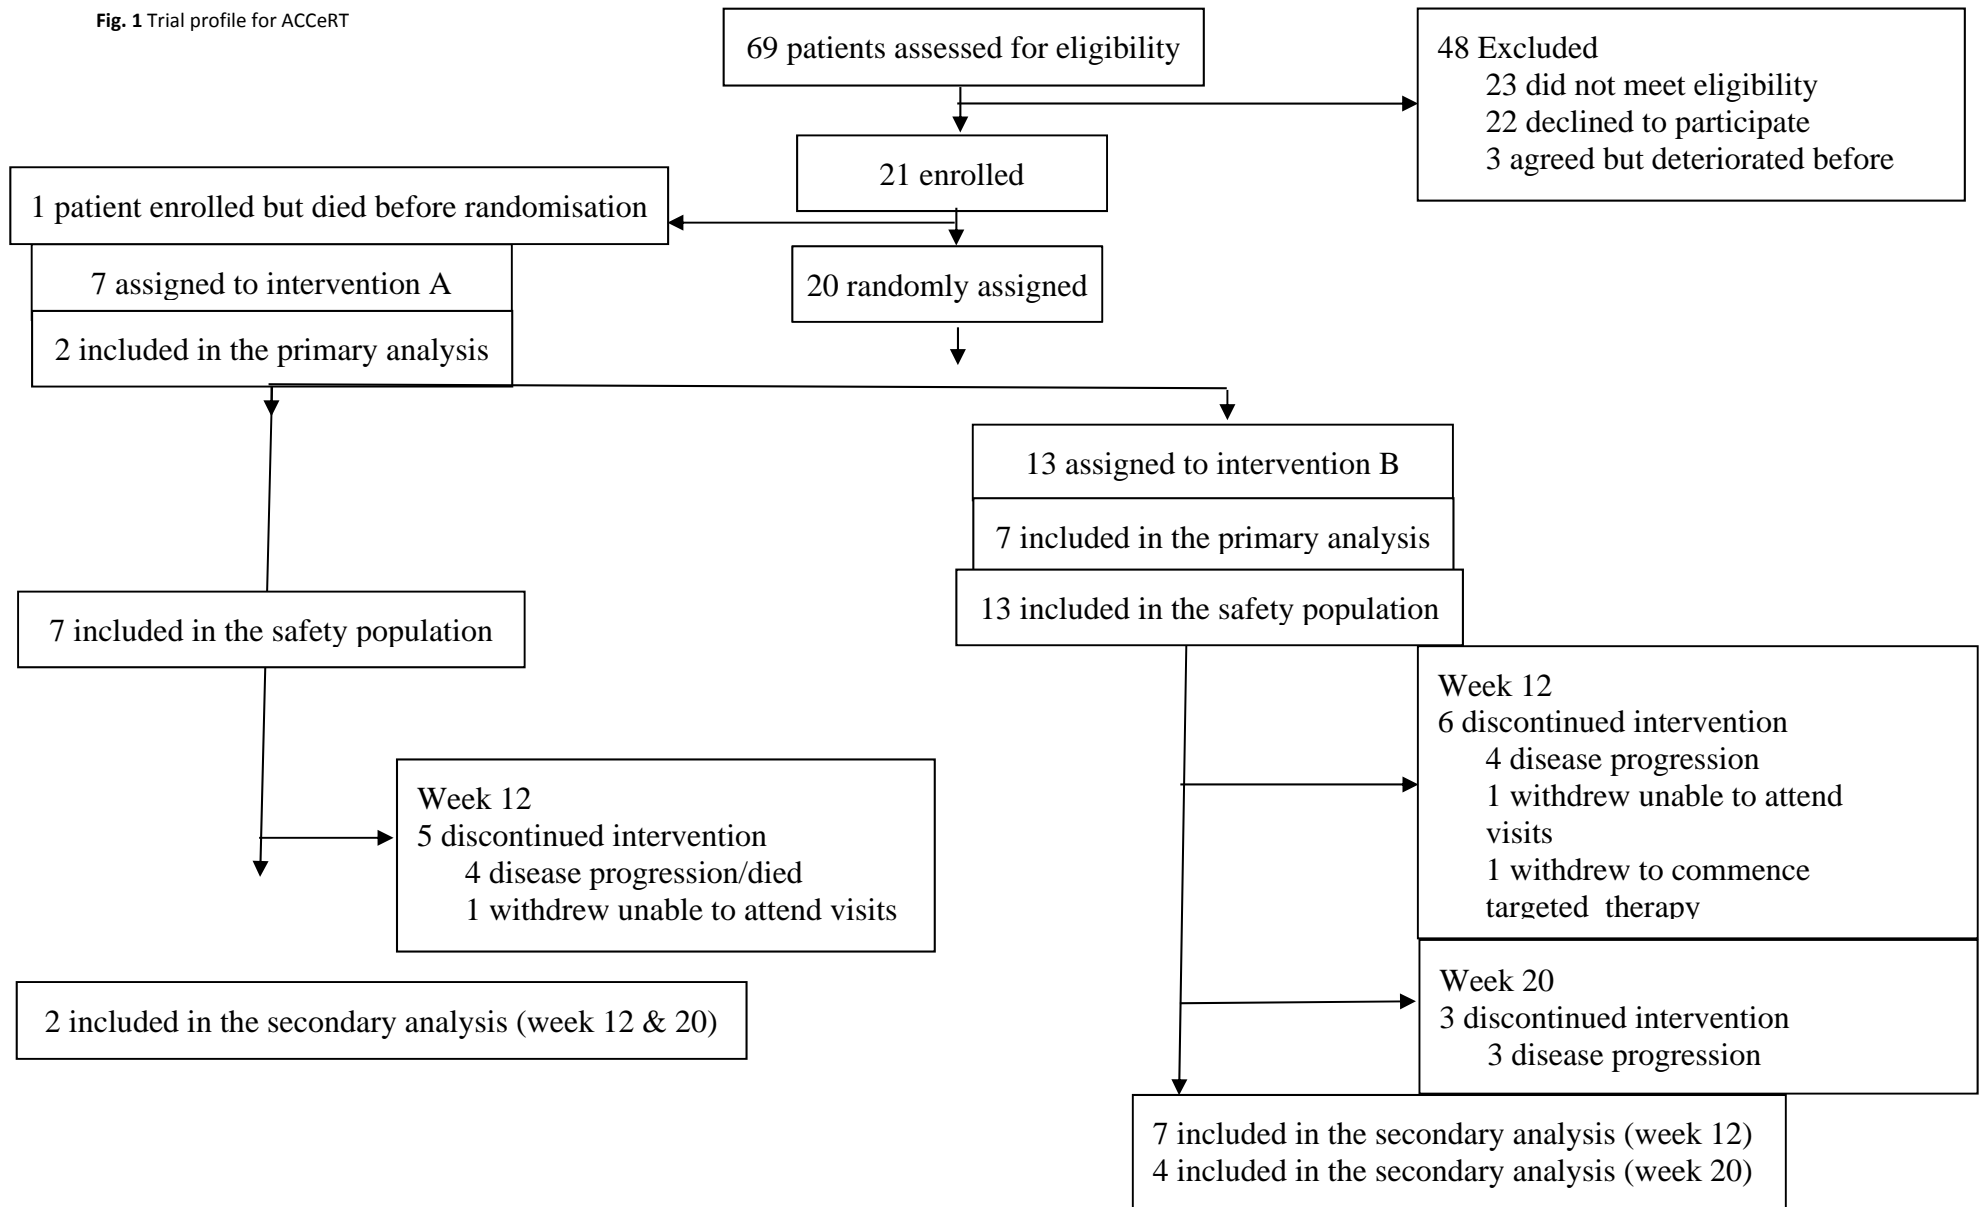 Fig. 1 Trial profile for ACCeRT
69 patients assessed for eligibility
48 Excluded
23 did not meet eligibility
22 declined to participate
3 agreed but deteriorated before
21 enrolled
1 patient enrolled but died before randomisation
20 randomly assigned
7 assigned to intervention A
2 included in the primary analysis
13 assigned to intervention B
7 included in the primary analysis
13 included in the safety population
7 included in the safety population
Week 12
5 discontinued intervention
4 disease progression/died
1 withdrew unable to attend visits
Week 12
6 discontinued intervention
4 disease progression
1 withdrew unable to attend
visits
1 withdrew to commence
targeted therapy
Week 20
3 discontinued intervention
3 disease progression
2 included in the secondary analysis (week 12 & 20)
7 included in the secondary analysis (week 12)
4 included in the secondary analysis (week 20)